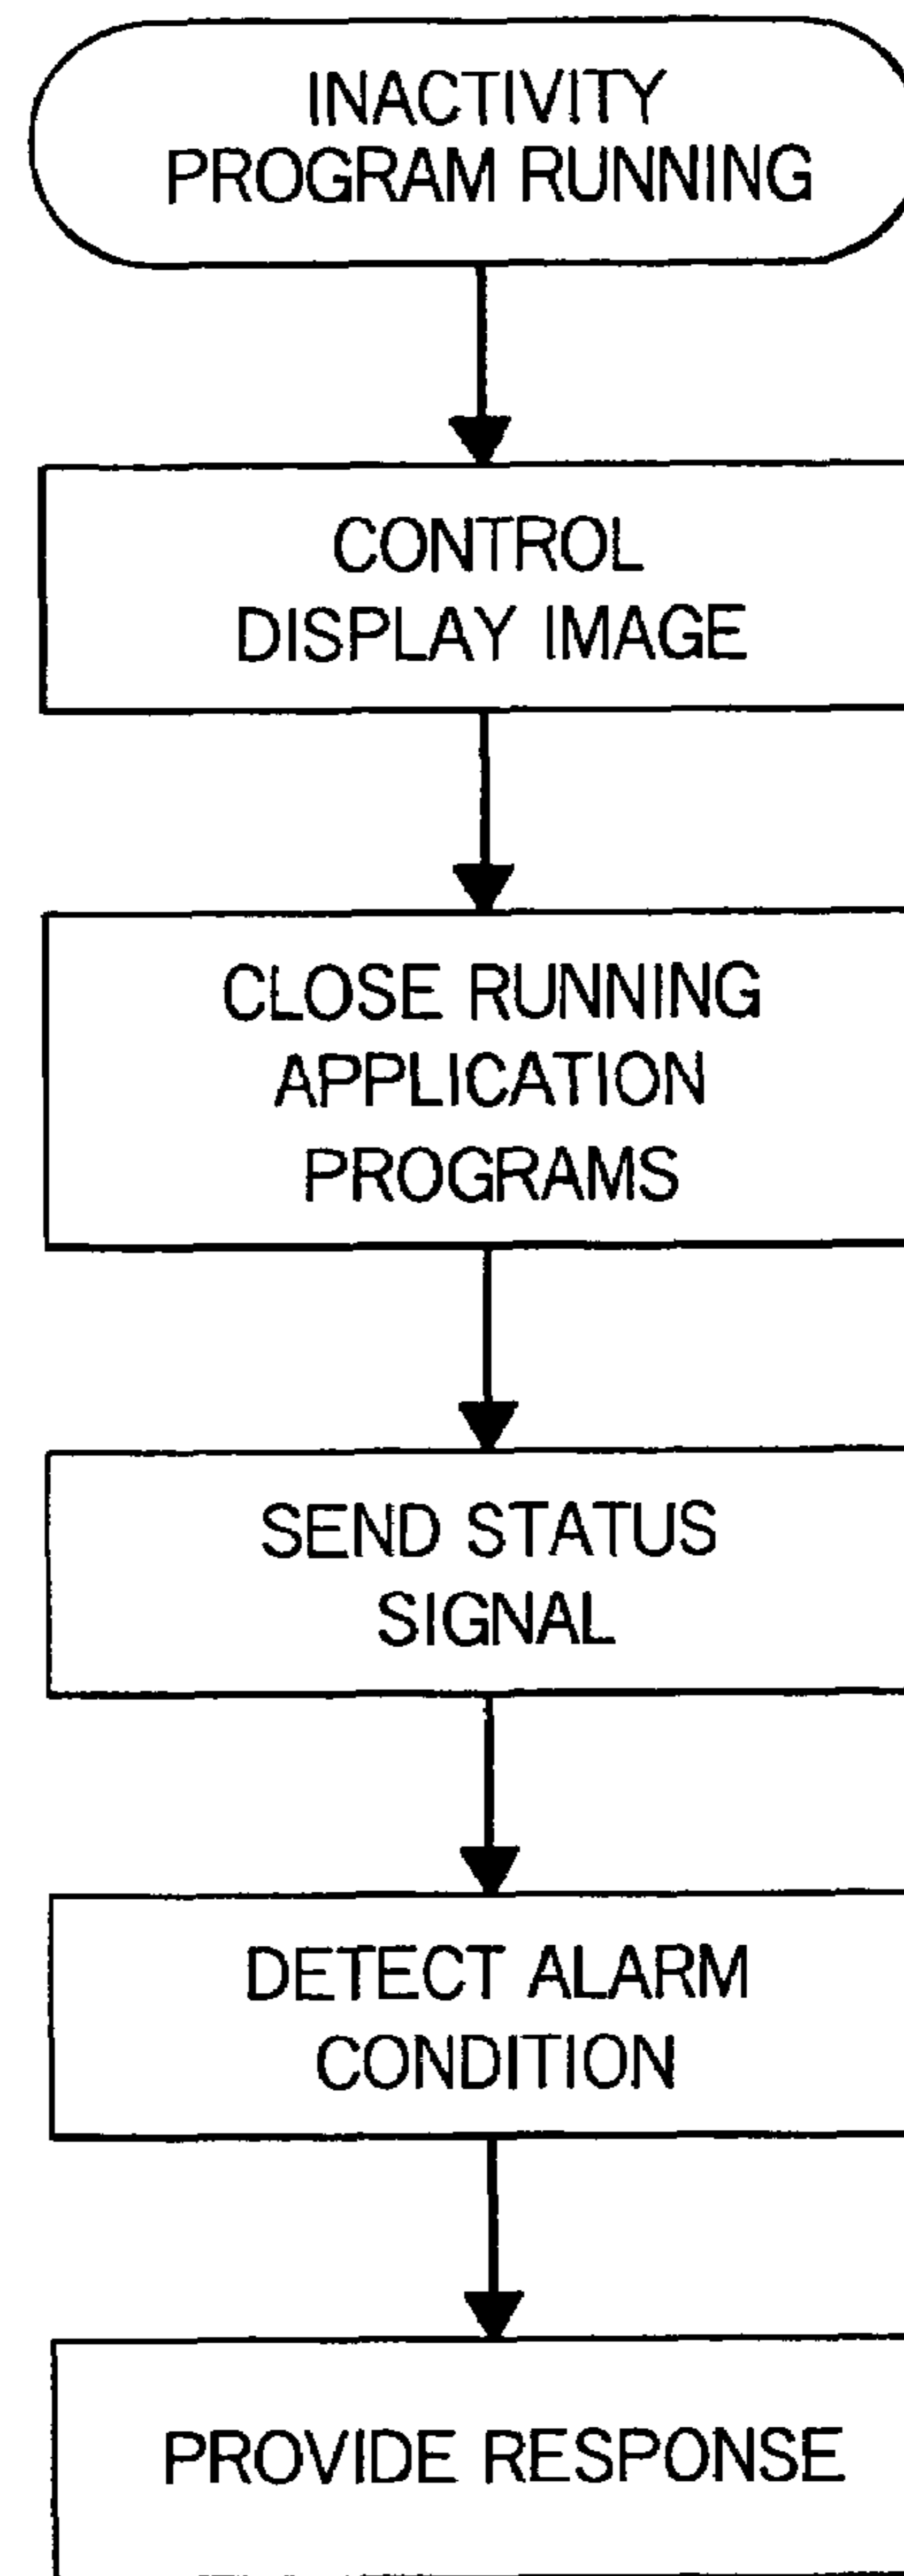 INACTIVITY
PROGRAM RUNNING
CONTROL
DISPLAY IMAGE
CLOSE RUNNING
APPLICATION
PROGRAMS
SEND STATUS
SIGNAL
DETECT ALARM
CONDITION
PROVIDE RESPONSE